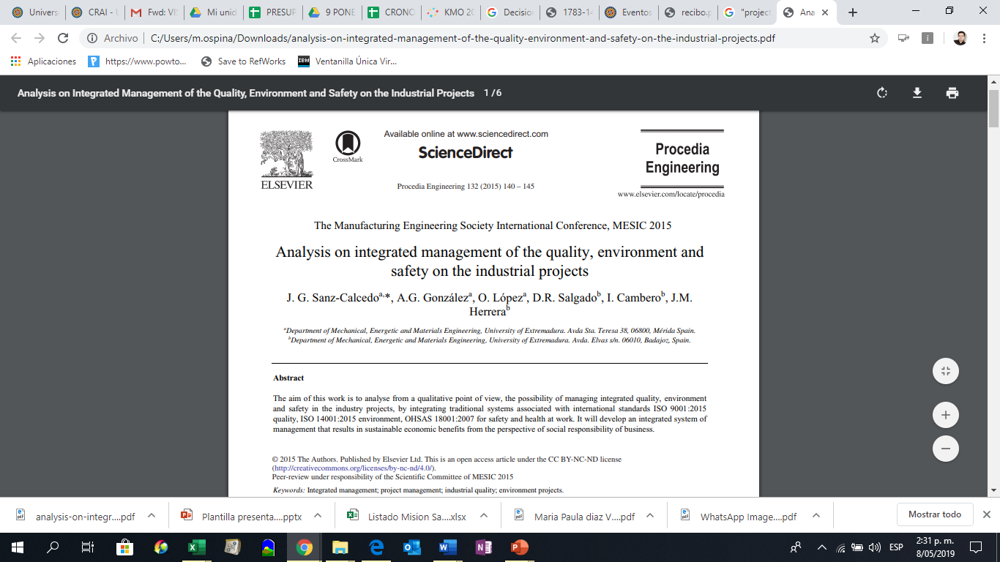 Univers
CRAI - U
Fwd: VIS
Mi unid
PRESUP
9 PONE
CRONO
KMO 20
Decisio
1783-14
Eventos
recibo.p
"project
Ana
Archivo | C:/Users/m.ospina/Downloads/analysis-on-integrated-management-of-the-quality-environment-and-safety-on-the-industrial-projects.pdf
Aplicaciones
https://www.powto...
Save to RefWorks
IBM
Ventanilla Única Vir...
Analysis on Integrated Management of the Quality, Environment and Safety on the Industrial Projects 1 / 6
ELSEVIER
CrossMark
Available online at www.sciencedirect.com
ScienceDirect
Procedia Engineering 132 (2015) 140 – 145
Procedia
Engineering
www.elsevier.com/locate/procedia
The Manufacturing Engineering Society International Conference, MESIC 2015
Analysis on integrated management of the quality, environment and
safety on the industrial projects
J. G. Sanz-Calcedoa,*, A.G. Gonzáleza, O. Lópeza, D.R. Salgadob, I. Camberob, J.M.
Herrerab
aDepartment of Mechanical, Energetic and Materials Engineering, University of Extremadura. Avda Sta. Teresa 38, 06800, Mérida Spain.
bDepartment of Mechanical, Energetic and Materials Engineering, University of Extremadura. Avda. Elvas s/n. 06010, Badajoz, Spain.
Abstract
The aim of this work is to analyse from a qualitative point of view, the possibility of managing integrated quality, environment
and safety in the industry projects, by integrating traditional systems associated with international standards ISO 9001:2015
quality, ISO 14001:2015 environment, OHSAS 18001:2007 for safety and health at work. It will develop an integrated system of
management that results in sustainable economic benefits from the perspective of social responsibility of business.
© 2015 The Authors. Published by Elsevier Ltd. This is an open access article under the CC BY-NC-ND license
(http://creativecommons.org/licenses/by-nc-nd/4.0/).
Peer-review under responsibility of the Scientific Committee of MESIC 2015
Keywords: Integrated management; project management; industrial quality; environment projects.
analysis-on-integr....pdf
Plantilla presenta....pptx
Listado Mision Sa....xlsx
Maria Paula diaz V....pdf
WhatsApp Image....pdf
Mostrar todo
ESP
2:31 p. m.
8/05/2019